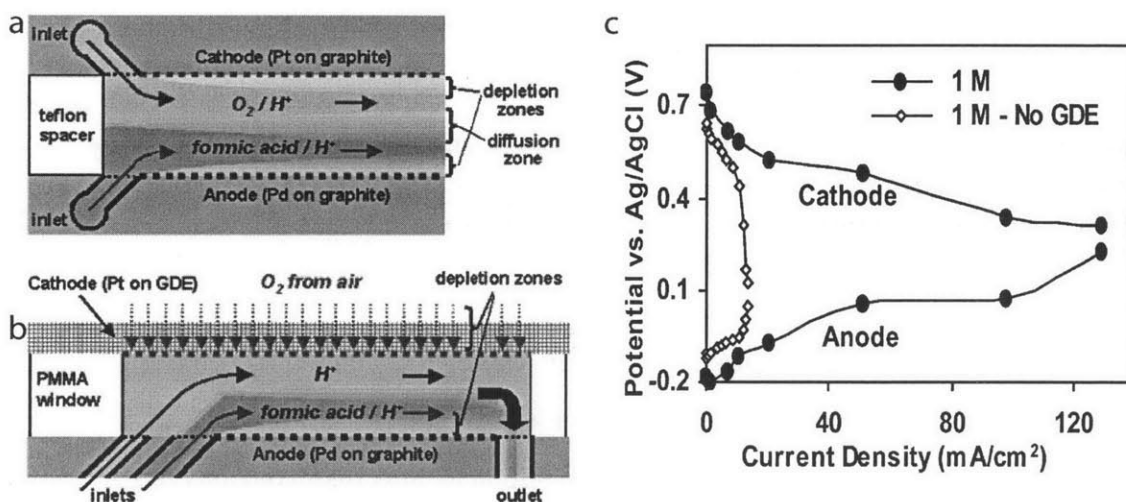 a
inlet
Cathode (Pt on graphite)
teflon
spacer
O₂ / H⁺
formic acid / H⁺
depletion
zones
diffusion
zone
Anode (Pd on graphite)
inlet
b
Cathode (Pt on GDE)
O₂ from air
depletion zones
PMMA
window
H⁺
formic acid / H⁺
Anode (Pd on graphite)
inlets
outlet
c
1 M
1 M - No GDE
Potential vs. Ag/AgCl (V)
0.7
0.4
0.1
-0.2
Cathode
Anode
0
40
80
120
Current Density (mA/cm²)